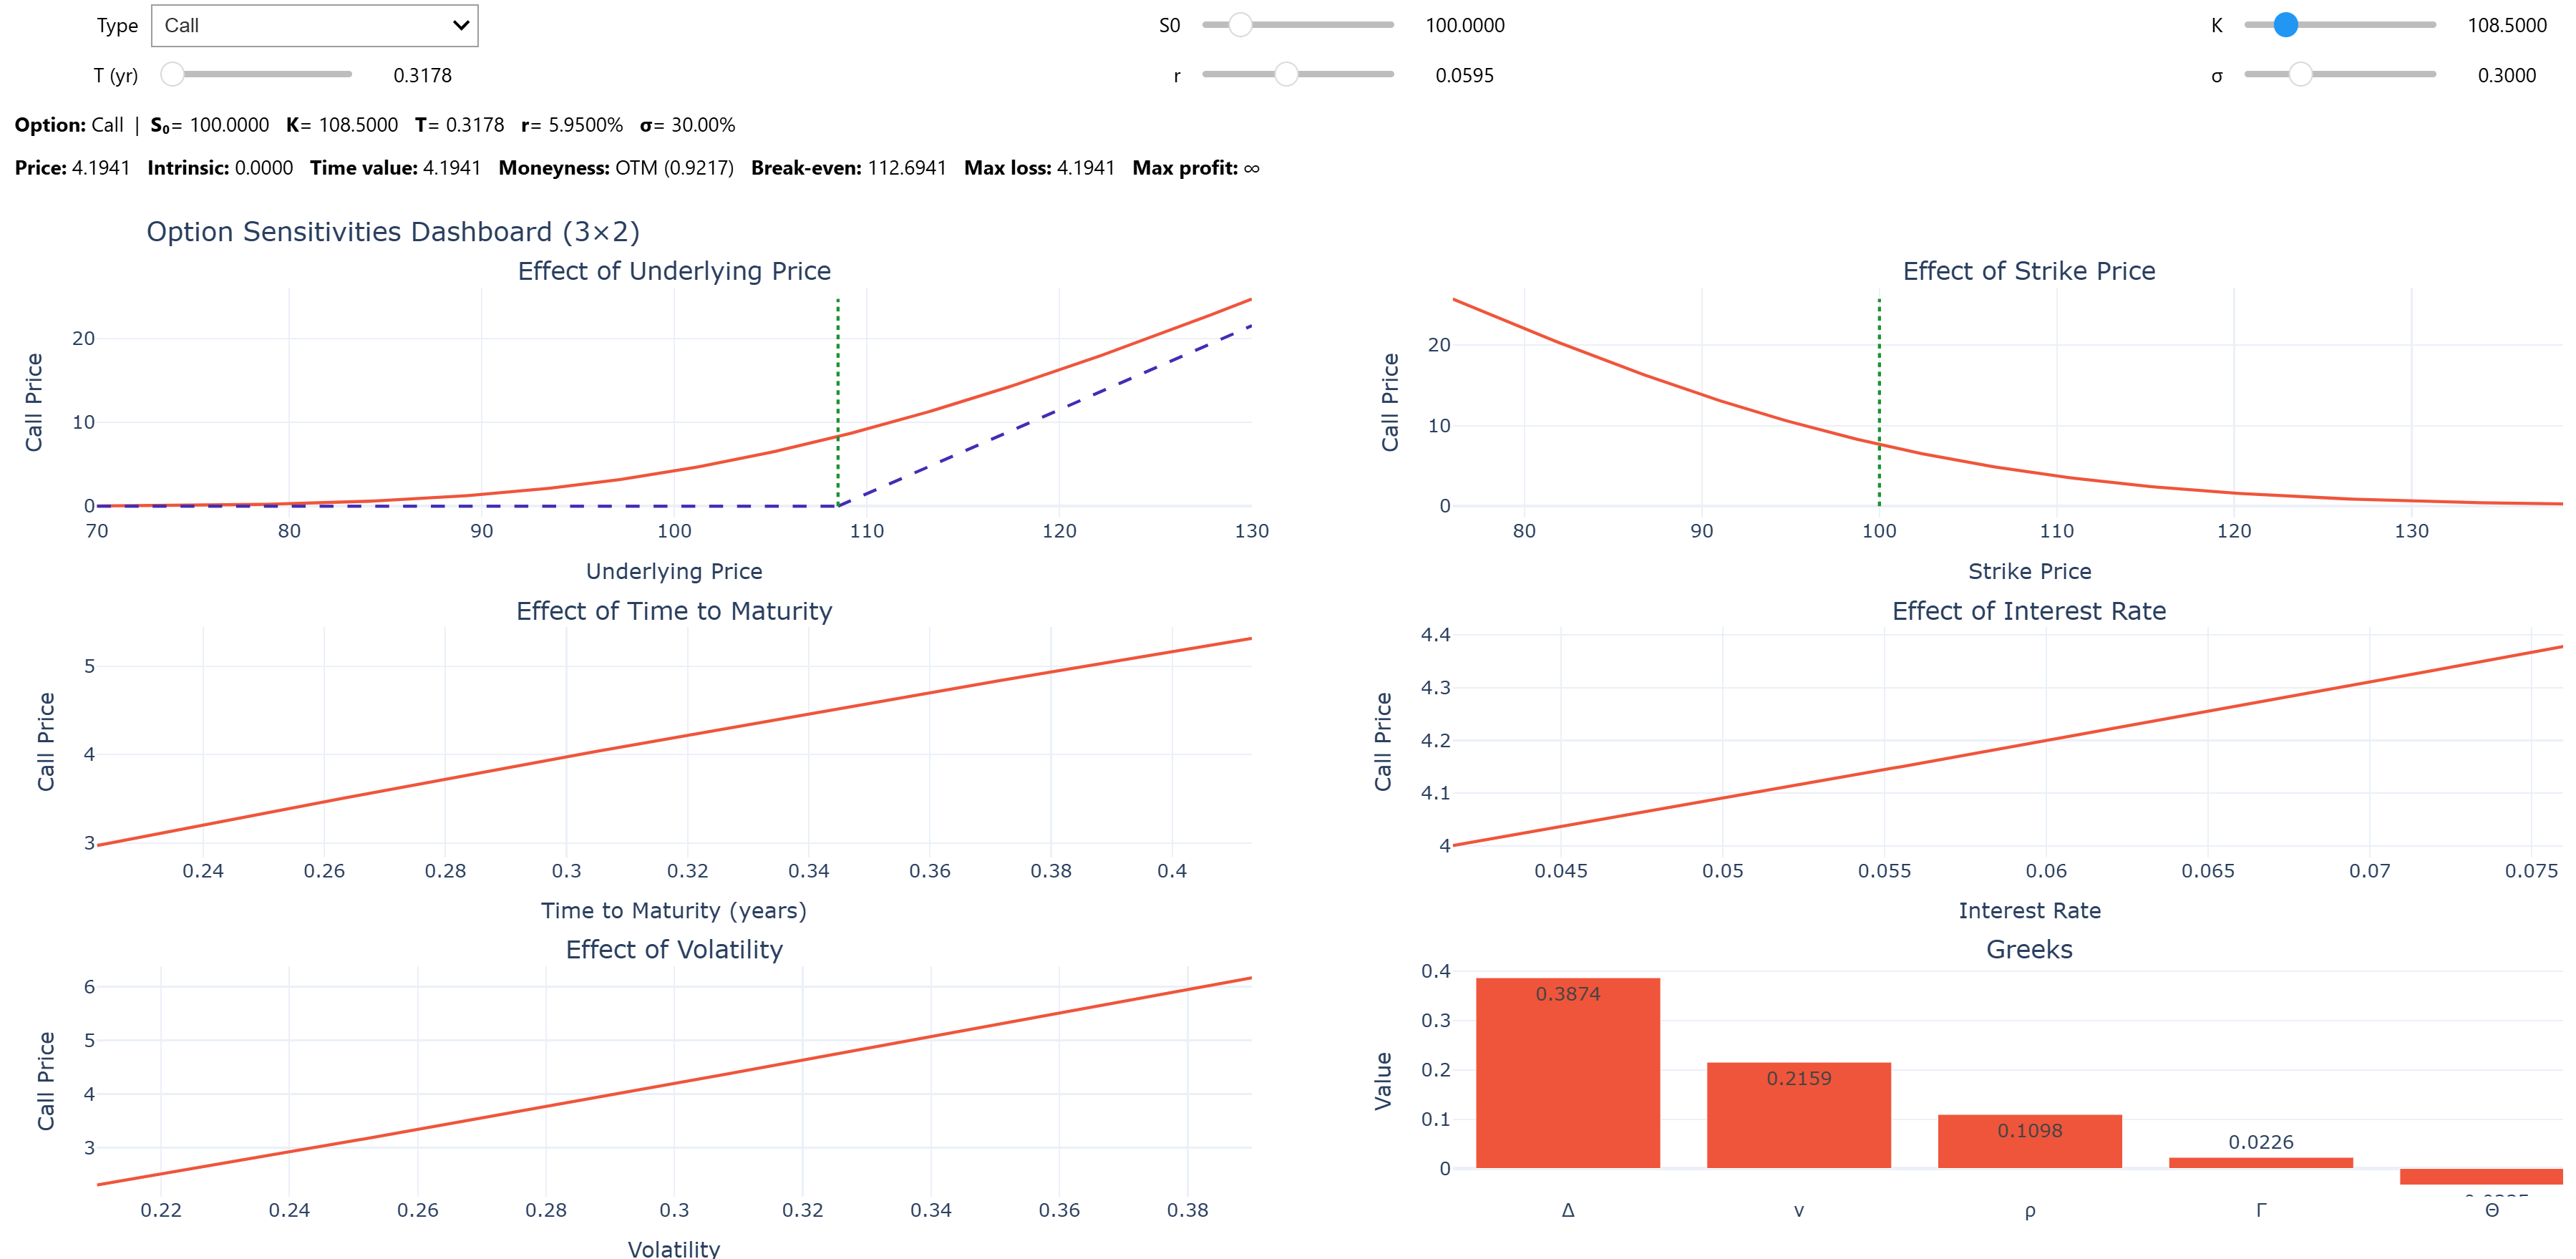 Type Call S0 100.0000 K 108.5000
T (yr) 0.3178 r 0.0595 σ 0.3000
Option: Call | S₀= 100.0000 K= 108.5000 T= 0.3178 r= 5.9500% σ= 30.00%
Price: 4.1941 Intrinsic: 0.0000 Time value: 4.1941 Moneyness: OTM (0.9217) Break-even: 112.6941 Max loss: 4.1941 Max profit: ∞
Option Sensitivities Dashboard (3×2)
Effect of Underlying Price
Call Price
20
10
0
70 80 90 100 110 120 130
Underlying Price
Effect of Strike Price
Call Price
20
10
0
80 90 100 110 120 130
Strike Price
Effect of Time to Maturity
Call Price
5
4
3
0.24 0.26 0.28 0.3 0.32 0.34 0.36 0.38 0.4
Time to Maturity (years)
Effect of Interest Rate
Call Price
4.4
4.3
4.2
4.1
4
0.045 0.05 0.055 0.06 0.065 0.07 0.075
Interest Rate
Effect of Volatility
Call Price
6
5
4
3
0.22 0.24 0.26 0.28 0.3 0.32 0.34 0.36 0.38
Volatility
Greeks
Value
0.4
0.3
0.2
0.1
0
0.3874
0.2159
0.1098
0.0226
Δ ν ρ Γ Θ